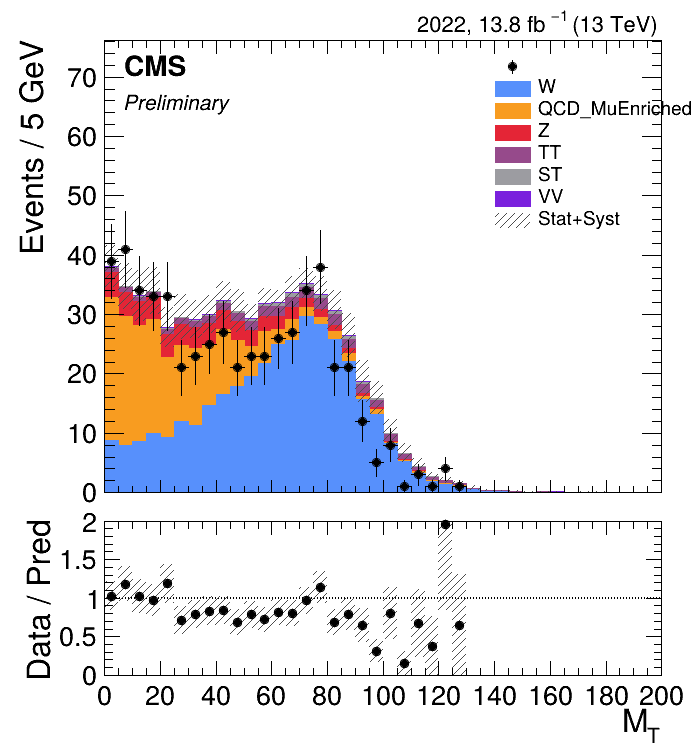 2022, 13.8 fb⁻¹ (13 TeV)
CMS
Preliminary
W
QCD_MuEnriched
Z
TT
ST
VV
Stat+Syst
Events / 5 GeV
70
60
50
40
30
20
10
0
Data / Pred
2
1.5
1
0.5
0
0 20 40 60 80 100 120 140 160 180 200
M_T